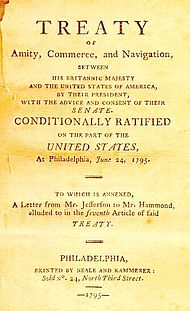 TREATY
OF
Amity, Commerce, and Navigation,
BETWEEN
HIS BRITANNIC MAJESTY
AND THE UNITED STATES OF AMERICA,
BY THEIR PRESIDENT,
WITH THE ADVICE AND CONSENT OF THEIR
SENATE.
CONDITIONALLY RATIFIED
ON THE PART OF THE
UNITED STATES,
At Philadelphia, June 24, 1795.
TO WHICH IS ANNEXED,
A Letter from Mr. Jefferson to Mr. Hammond,
alluded to in the seventh Article of said
TREATY.
PHILADELPHIA,
PRINTED BY NEALE AND KAMMERER:
Sold No. 24, North Third Street.
—1795—